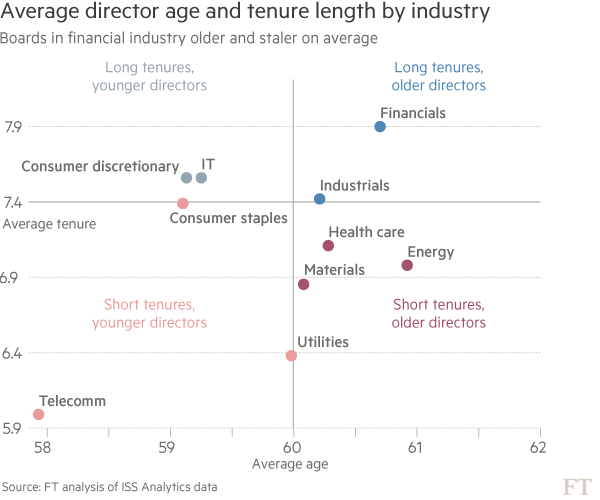 Average director age and tenure length by industry
Boards in financial industry older and staler on average
Long tenures,
younger directors
Long tenures,
older directors
7.9
Financials
Consumer discretionary
IT
Industrials
7.4
Average tenure
Consumer staples
Health care
Energy
Materials
6.9
Short tenures,
younger directors
Short tenures,
older directors
Utilities
6.4
Telecomm
5.9
58
59
60
61
62
Average age
Source: FT analysis of ISS Analytics data
FT